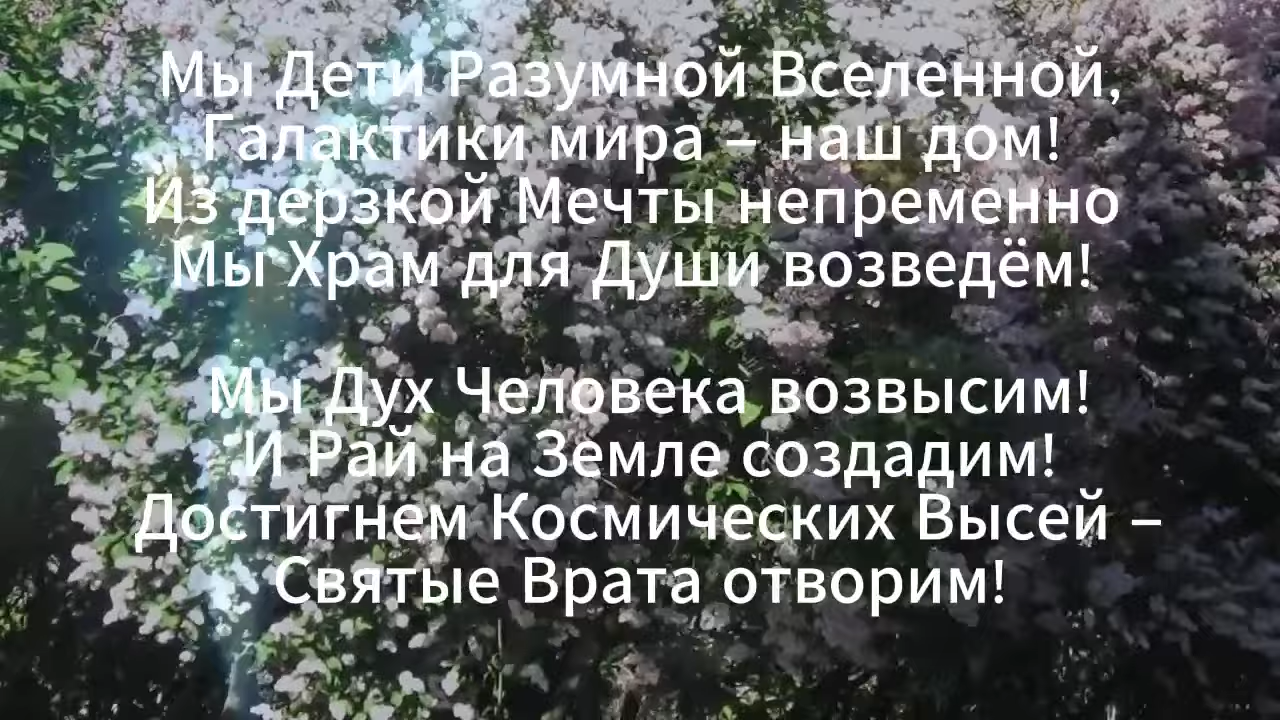 Мы Дети Разумной Вселенной,
Галактики мира – наш дом!
Из дерзкой Мечты непременно
Мы Храм для Души возведём!
Мы Дух Человека возвысим!
И Рай на Земле создадим!
Достигнем Космических Высей –
Святые Врата отворим!